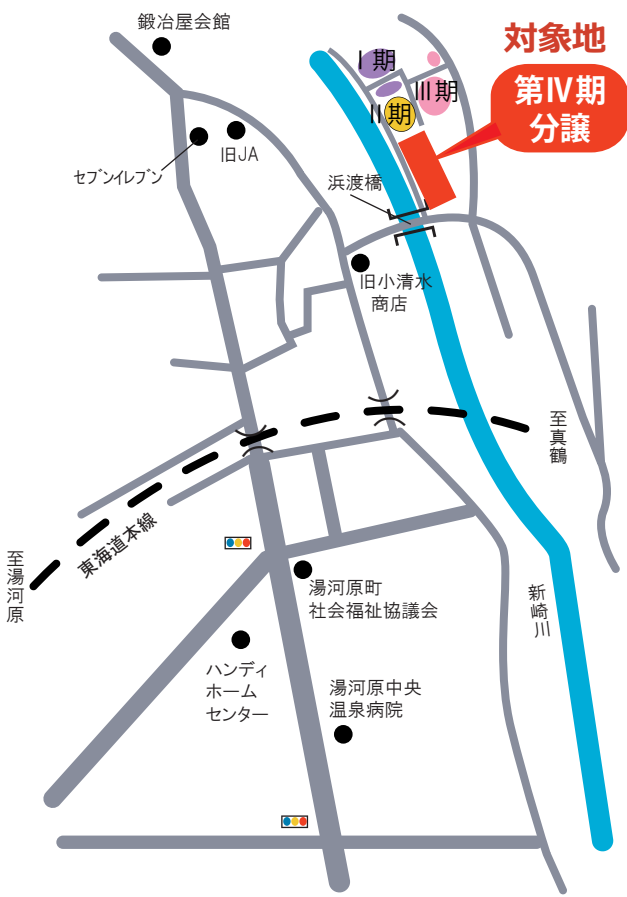 鍛冶屋会館
対象地
Ⅰ期
Ⅲ期
第Ⅳ期
分譲
Ⅱ期
旧JA
セブンイレブン
浜渡橋
旧小清水
商店
至真鶴
東海道本線
至湯河原
湯河原町
社会福祉協議会
新崎川
ハンディ
ホーム
センター
湯河原中央
温泉病院